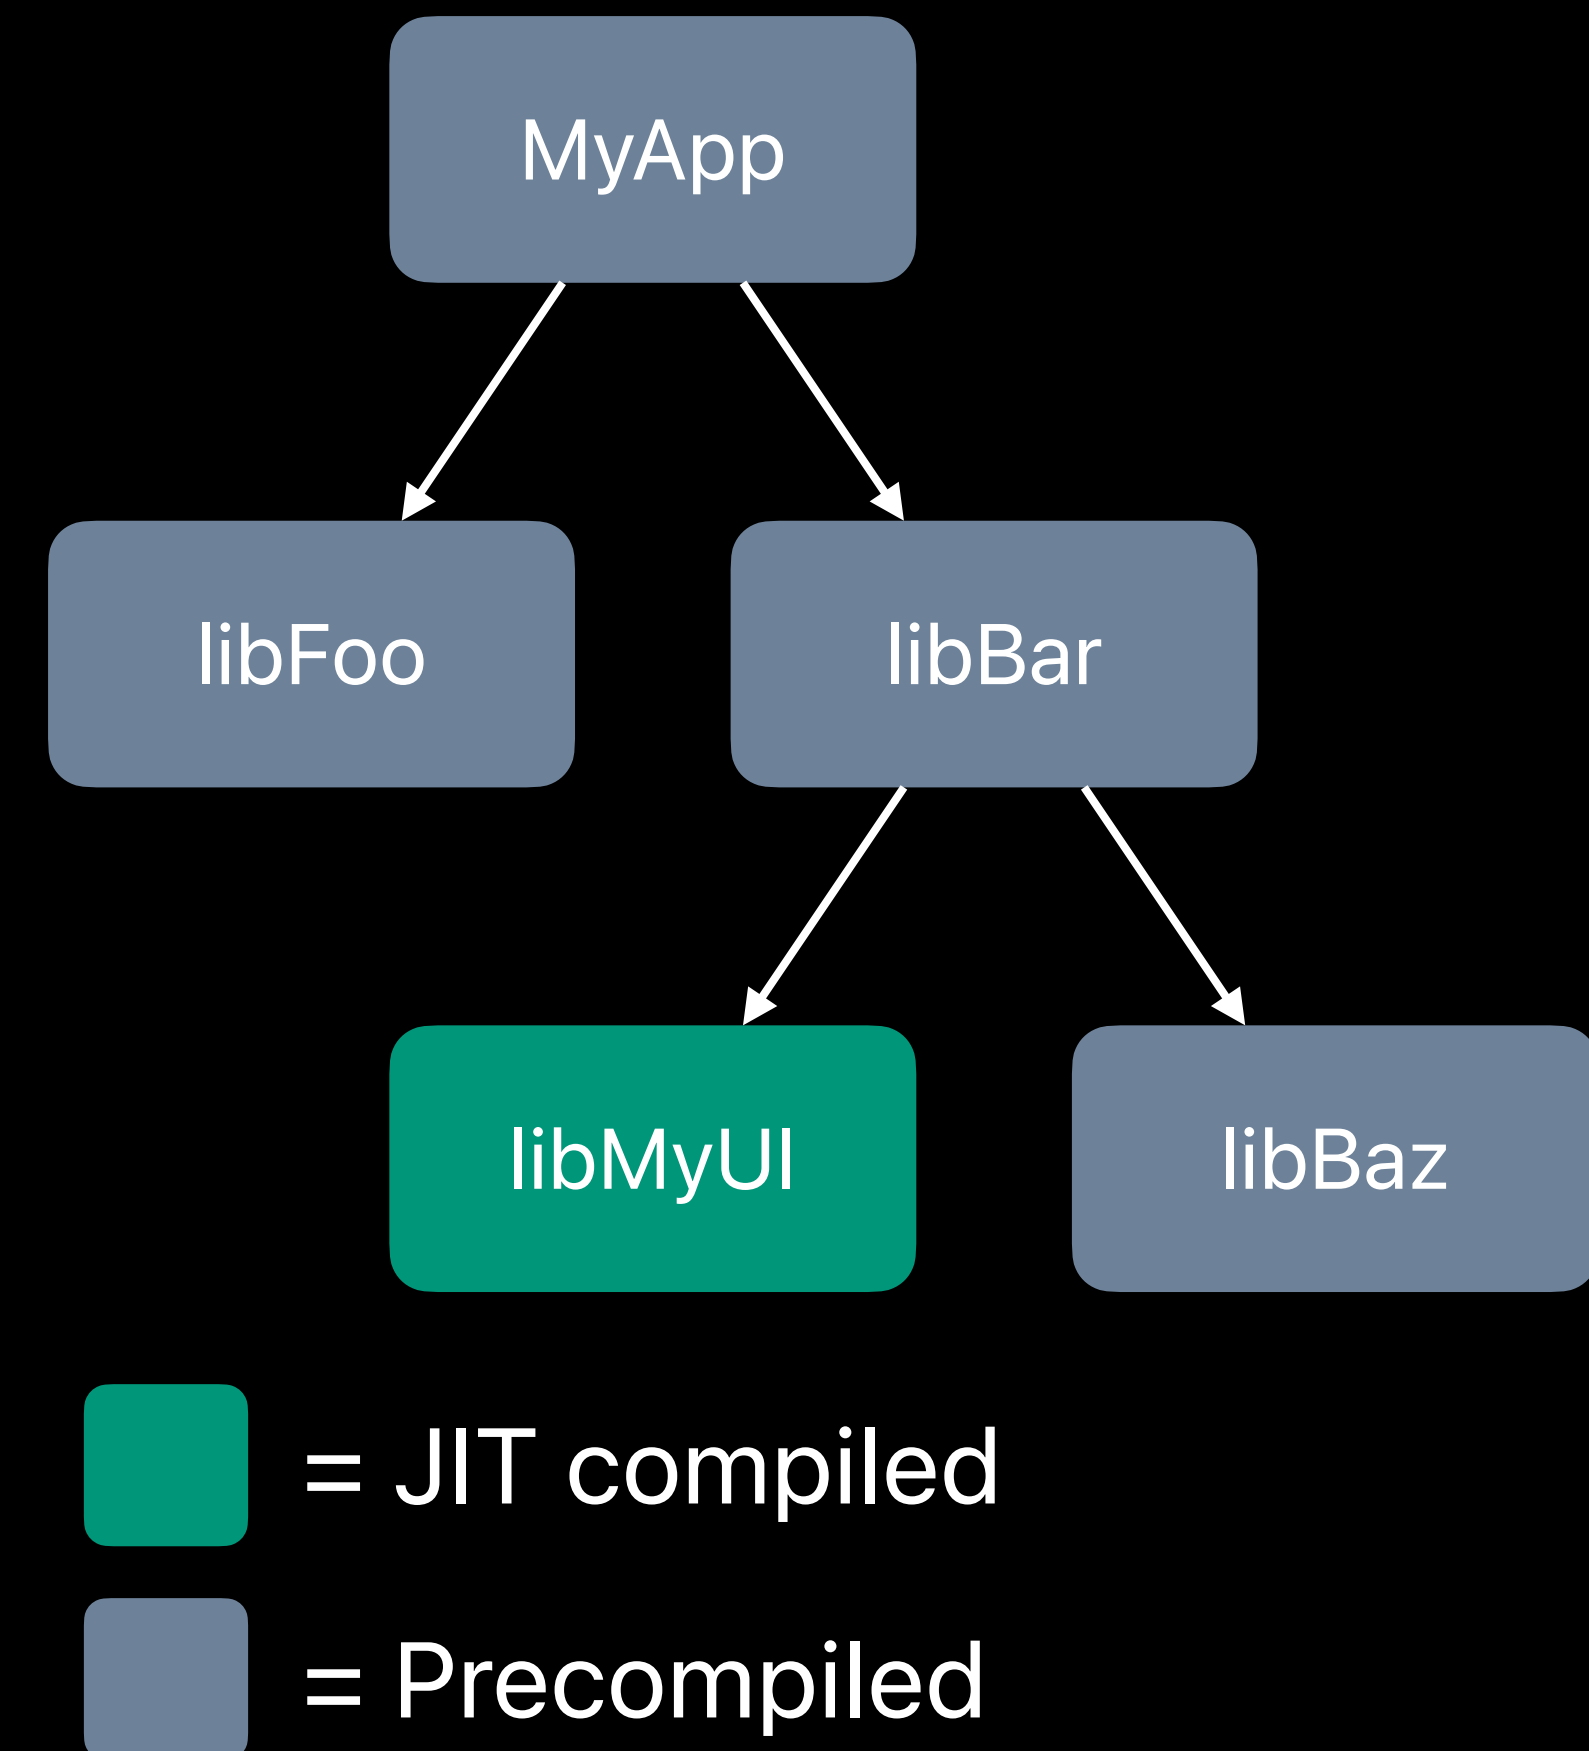 MyApp
libFoo
libBar
libMyUI
libBaz
= JIT compiled
= Precompiled